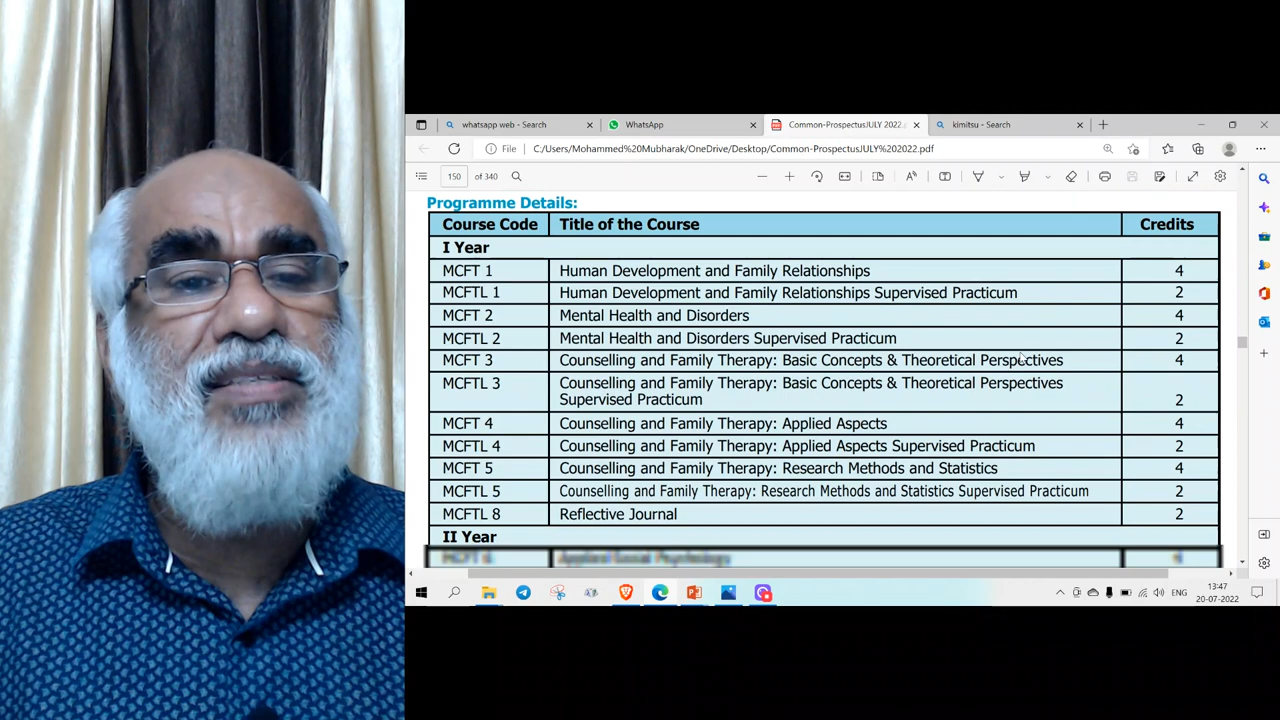 whatsapp web - Search
WhatsApp
Common-ProspectusJULY 2022.
kimitsu - Search
File
C:/Users/Mohammed%20Mubharak/OneDrive/Desktop/Common-ProspectusJULY%202022.pdf
150 of 340
Programme Details:
Course Code Title of the Course Credits
I Year
MCFT 1 Human Development and Family Relationships 4
MCFTL 1 Human Development and Family Relationships Supervised Practicum 2
MCFT 2 Mental Health and Disorders 4
MCFTL 2 Mental Health and Disorders Supervised Practicum 2
MCFT 3 Counselling and Family Therapy: Basic Concepts & Theoretical Perspectives 4
MCFTL 3 Counselling and Family Therapy: Basic Concepts & Theoretical Perspectives
Supervised Practicum 2
MCFT 4 Counselling and Family Therapy: Applied Aspects 4
MCFTL 4 Counselling and Family Therapy: Applied Aspects Supervised Practicum 2
MCFT 5 Counselling and Family Therapy: Research Methods and Statistics 4
MCFTL 5 Counselling and Family Therapy: Research Methods and Statistics Supervised Practicum 2
MCFTL 8 Reflective Journal 2
II Year
Applied Social Psychology
ENG
13:47
20-07-2022